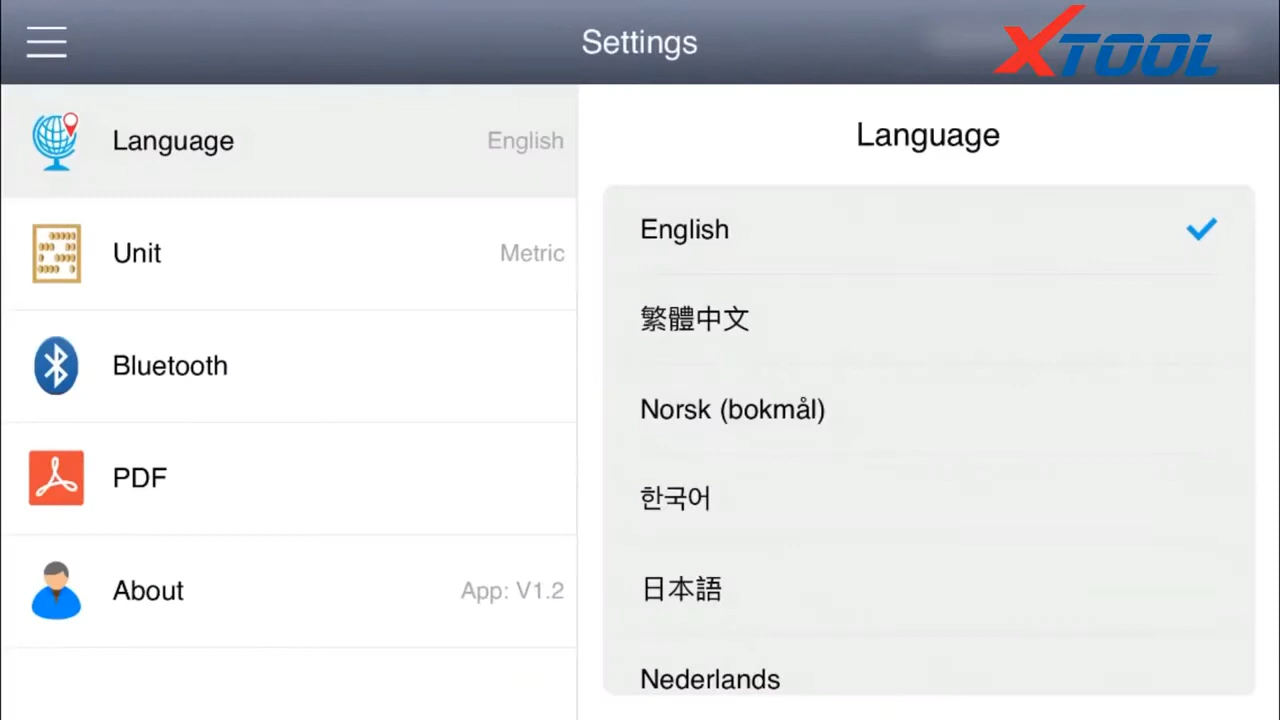 Settings
XTOOL
Language English
Unit Metric
Bluetooth
PDF
About App: V1.2
Language
English
繁體中文
Norsk (bokmål)
한국어
日本語
Nederlands